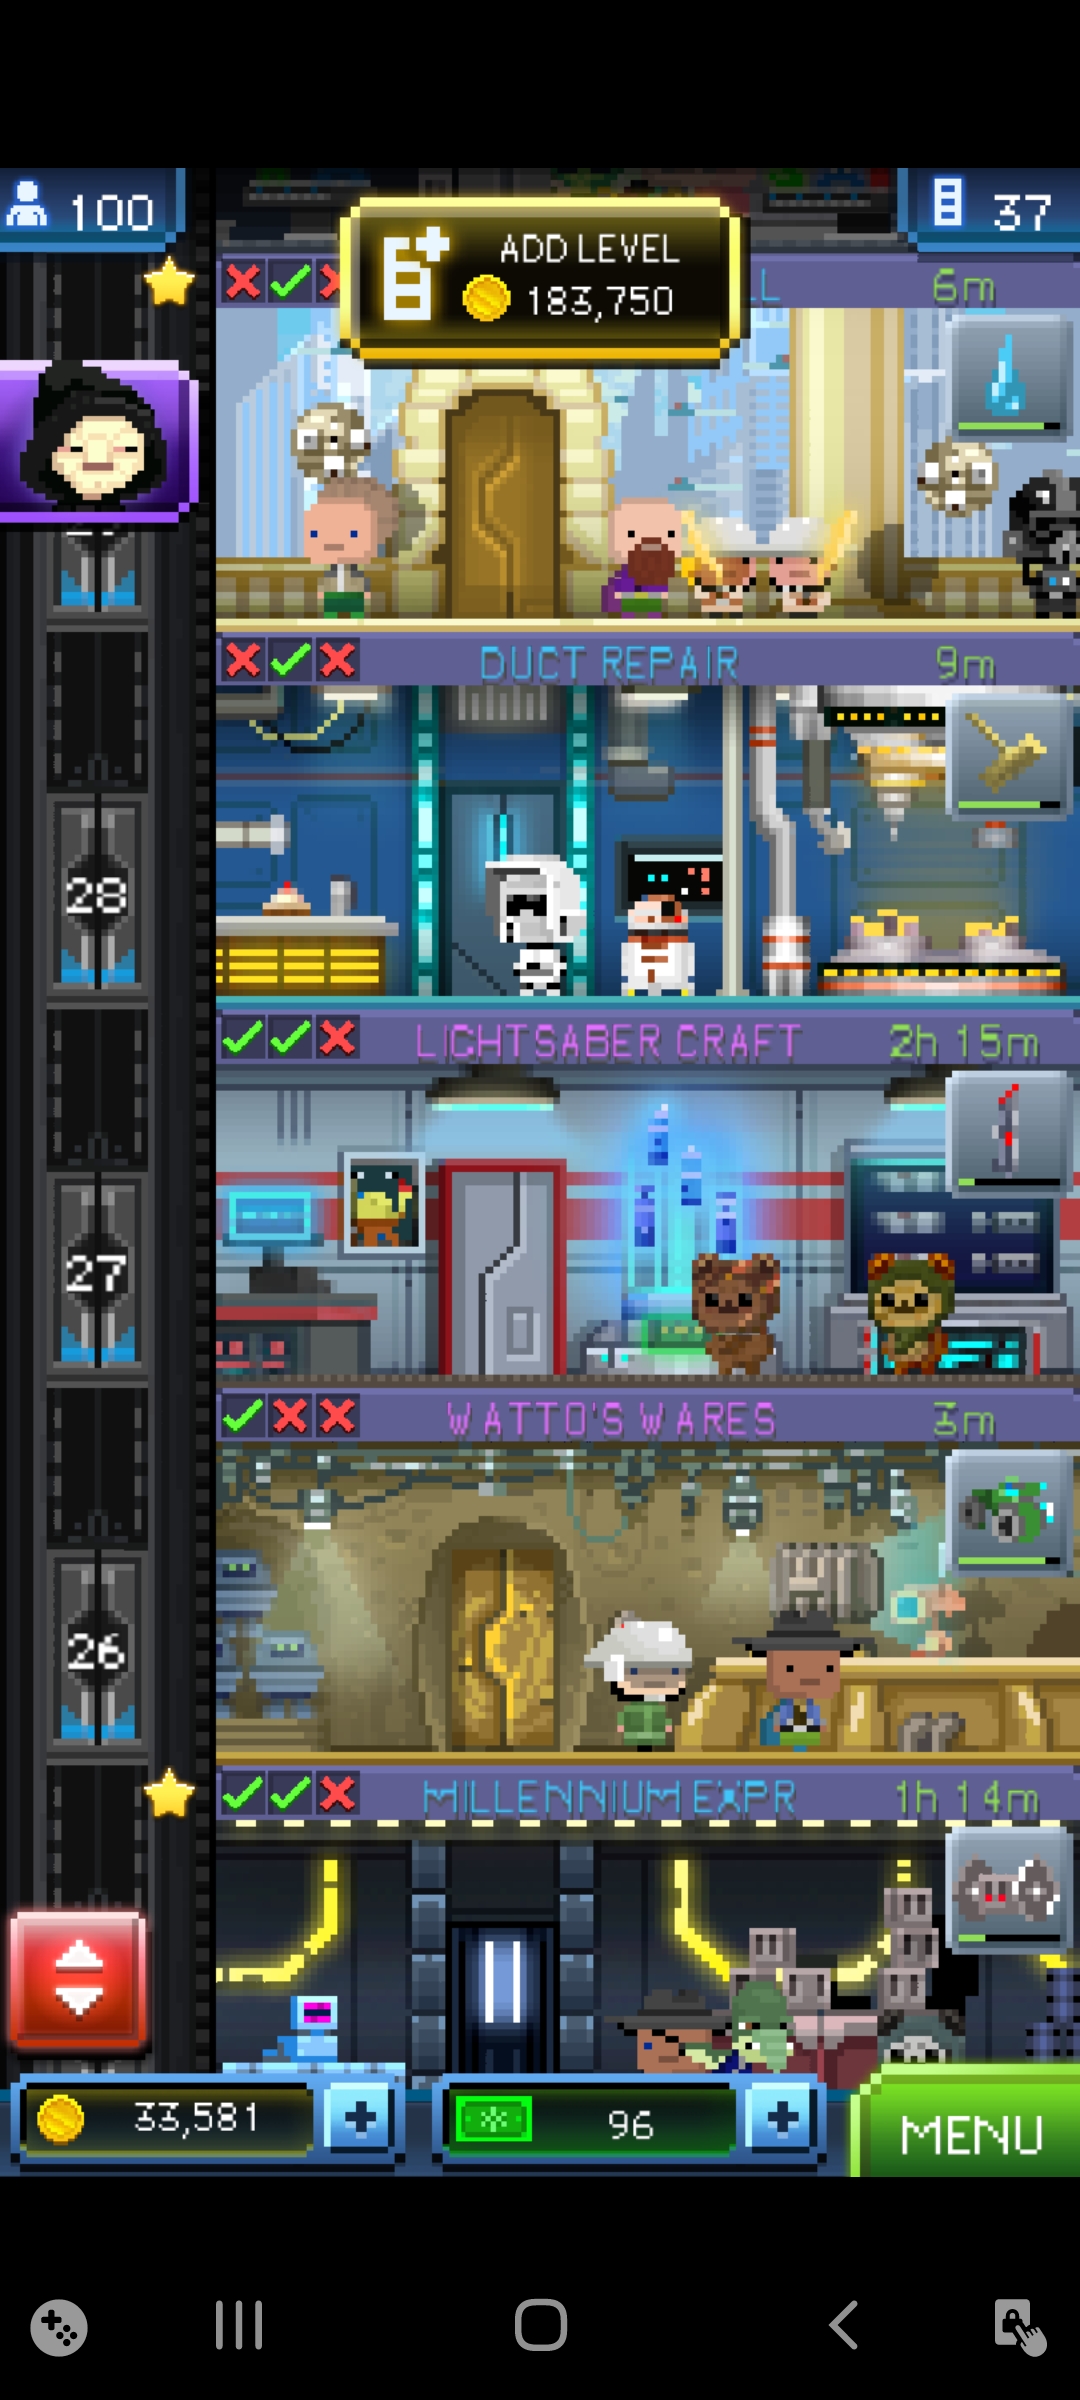 100
37
ADD LEVEL
183,750
6m
DUCT REPAIR
9m
28
LIGHTSABER CRAFT
2h 15m
27
WATTO'S WARES
3m
26
MILLENNIUM EXPR
1h 14m
33,581
96
MENU